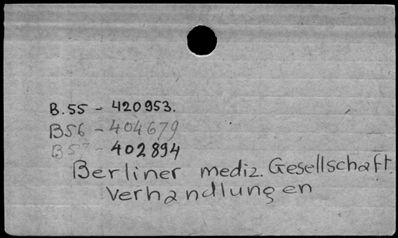 B.55 - 420953.
B56 - 404679
B57 - 402894
Berliner mediz. Gesellschaft.
Verhandlungen